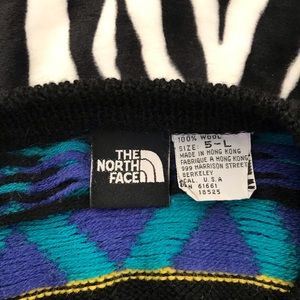 THE
NORTH
FACE
100% WOOL
SIZE: S-L
MADE IN HONG KONG
FABRIQUE A HONG KONG
999 HARRISON STREET
BERKELEY
CAL. U.S.A
RN 61661
18525